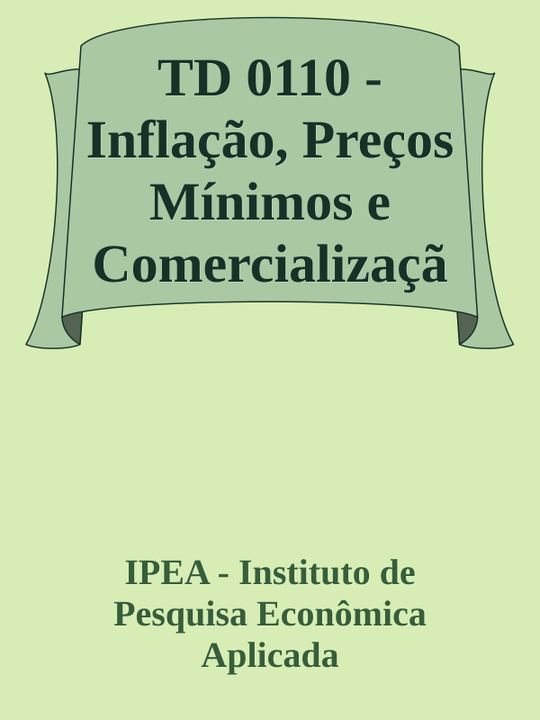 TD 0110 -
Inflação, Preços
Mínimos e
Comercializaçã
IPEA - Instituto de
Pesquisa Econômica
Aplicada